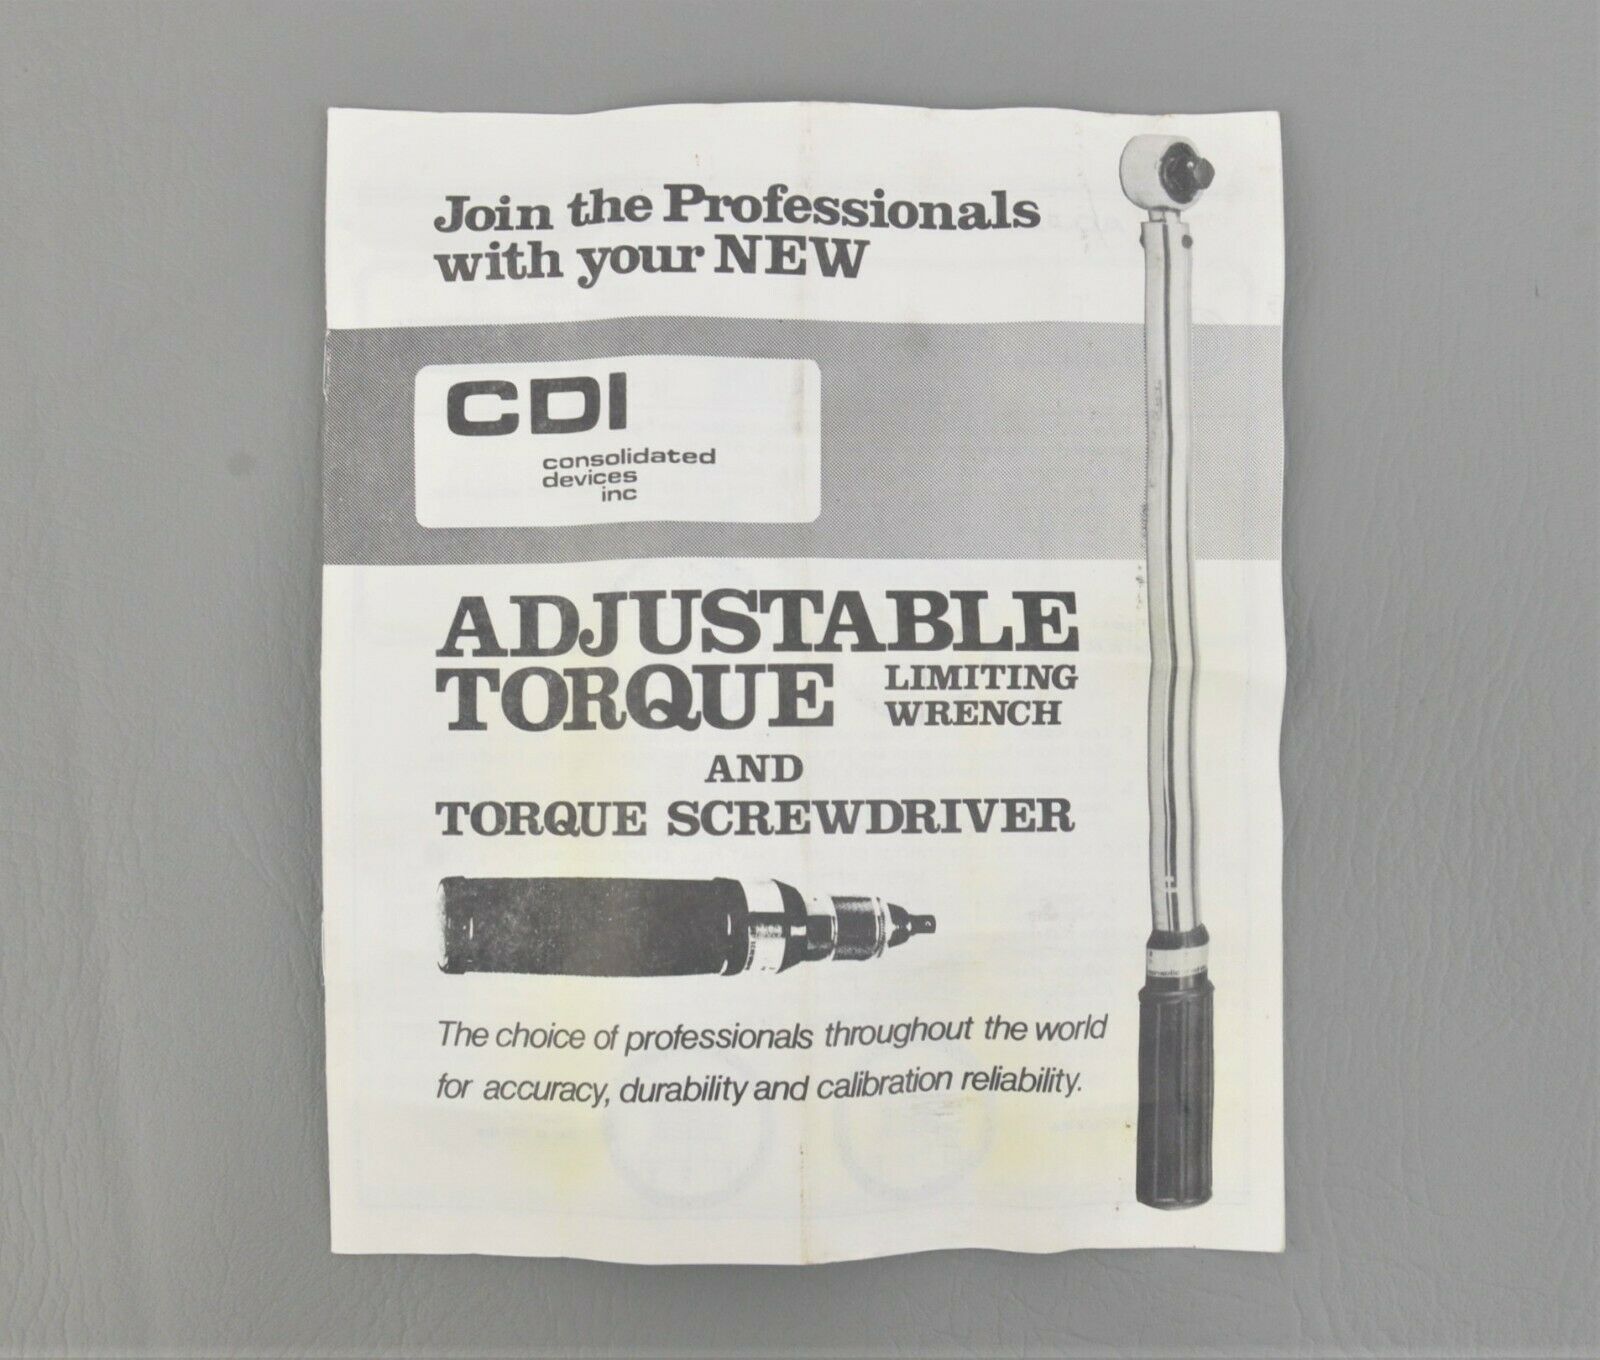 Join the Professionals
with your NEW
CDI
consolidated
devices
inc
ADJUSTABLE
TORQUE LIMITING
WRENCH
AND
TORQUE SCREWDRIVER
The choice of professionals throughout the world
for accuracy, durability and calibration reliability.